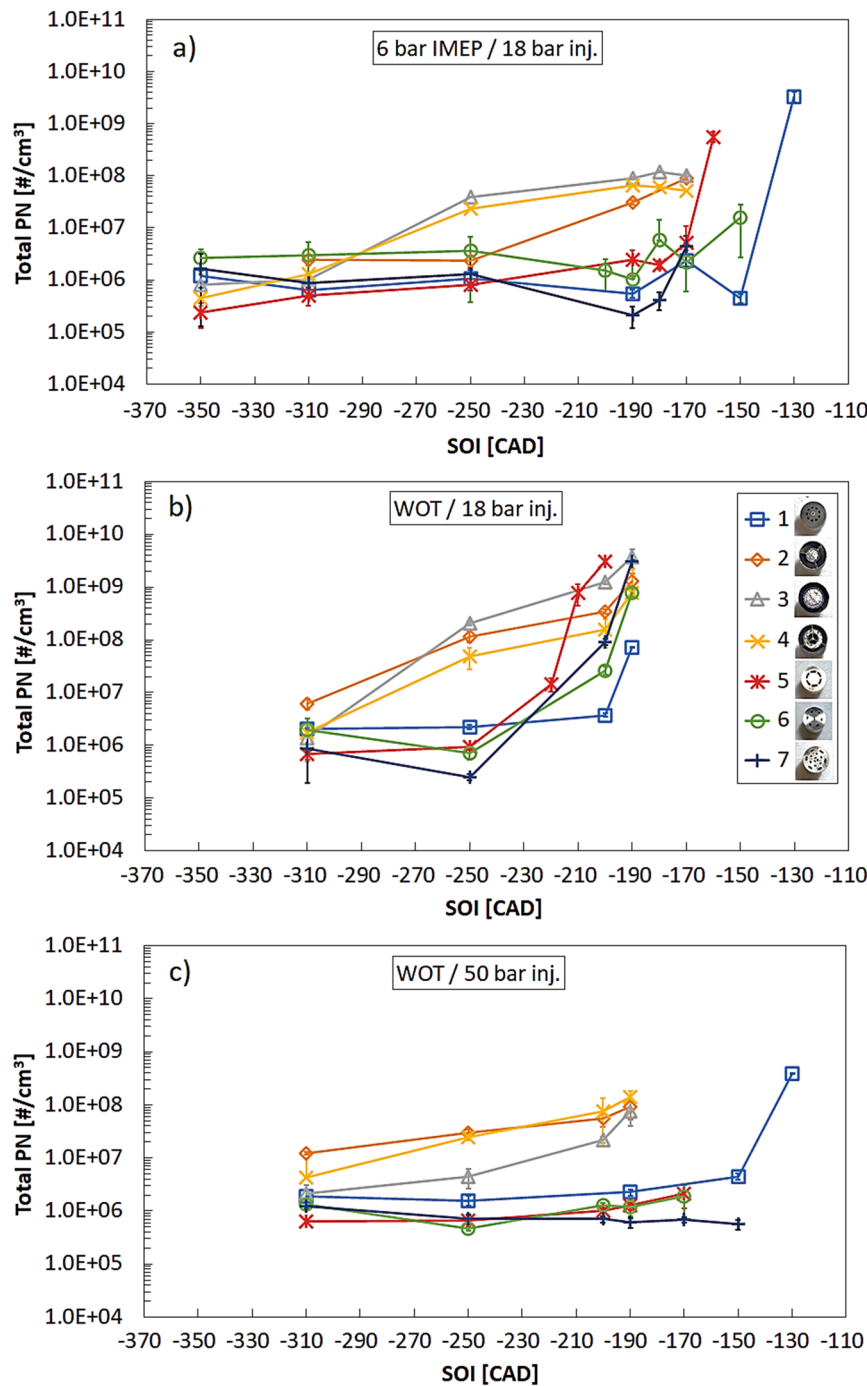 a)
6 bar IMEP / 18 bar inj.
Total PN [#/cm³]
1.0E+11
1.0E+10
1.0E+09
1.0E+08
1.0E+07
1.0E+06
1.0E+05
1.0E+04
-370 -350 -330 -310 -290 -270 -250 -230 -210 -190 -170 -150 -130 -110
SOI [CAD]
b)
WOT / 18 bar inj.
Total PN [#/cm³]
1.0E+11
1.0E+10
1.0E+09
1.0E+08
1.0E+07
1.0E+06
1.0E+05
1.0E+04
1
2
3
4
5
6
7
-370 -350 -330 -310 -290 -270 -250 -230 -210 -190 -170 -150 -130 -110
SOI [CAD]
c)
WOT / 50 bar inj.
Total PN [#/cm³]
1.0E+11
1.0E+10
1.0E+09
1.0E+08
1.0E+07
1.0E+06
1.0E+05
1.0E+04
-370 -350 -330 -310 -290 -270 -250 -230 -210 -190 -170 -150 -130 -110
SOI [CAD]